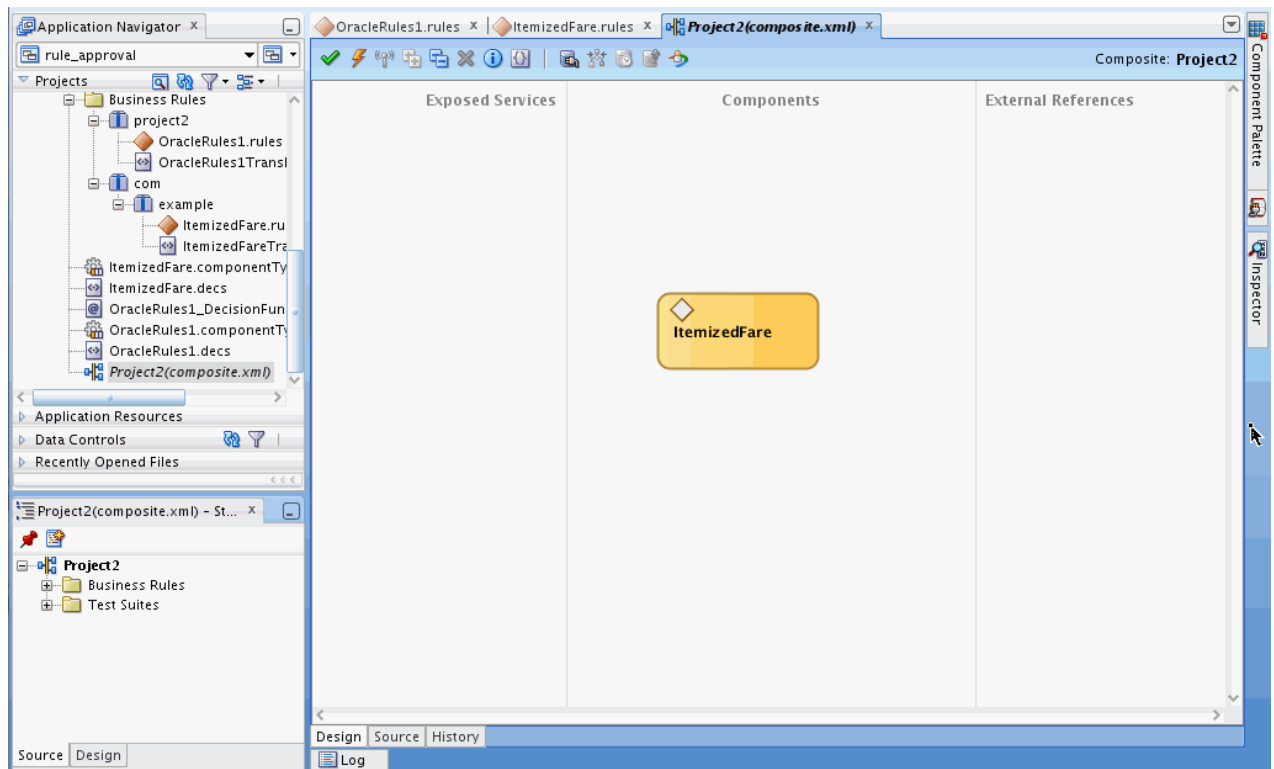 Application Navigator
rule_approval
Projects
Business Rules
project2
OracleRules1.rules
OracleRules1Transl
com
example
ItemizedFare.ru
ItemizedFareTra
ItemizedFare.componentTy
ItemizedFare.decs
OracleRules1_DecisionFun
OracleRules1.componentTy
OracleRules1.decs
Project2(composite.xml)
Application Resources
Data Controls
Recently Opened Files
Project2(composite.xml) - St...
Project2
Business Rules
Test Suites
Source Design
OracleRules1.rules ItemizedFare.rules Project2(composite.xml)
Composite: Project2
Exposed Services Components External References
ItemizedFare
Design Source History
Log
Component Palette
Inspector